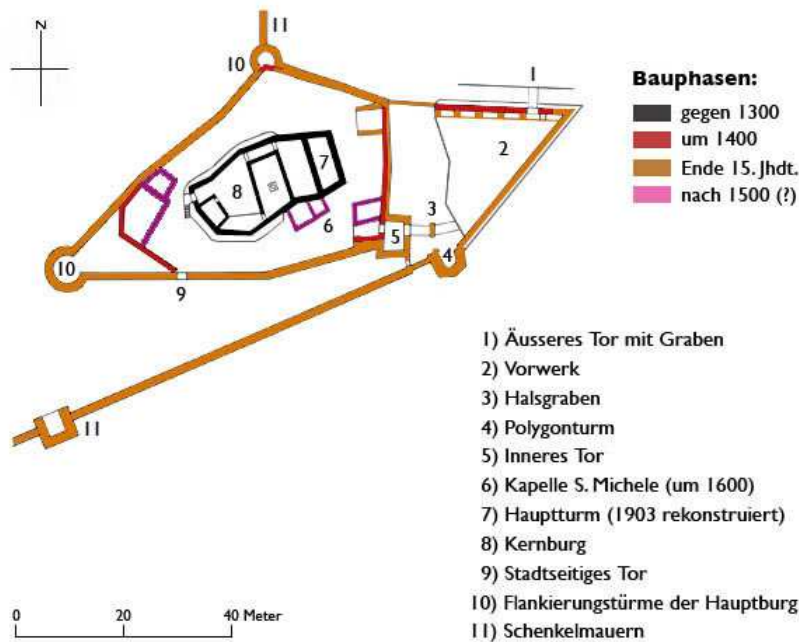 N
11
10
1
2
7
8
6
3
5
4
10
9
11
Bauphasen:
gegen 1300
um 1400
Ende 15. Jhdt.
nach 1500 (?)
1) Äusseres Tor mit Graben
2) Vorwerk
3) Halsgraben
4) Polygonturm
5) Inneres Tor
6) Kapelle S. Michele (um 1600)
7) Hauptturm (1903 rekonstruiert)
8) Kernburg
9) Stadtseitiges Tor
10) Flankierungstürme der Hauptburg
11) Schenkelmauern
0 20 40 Meter